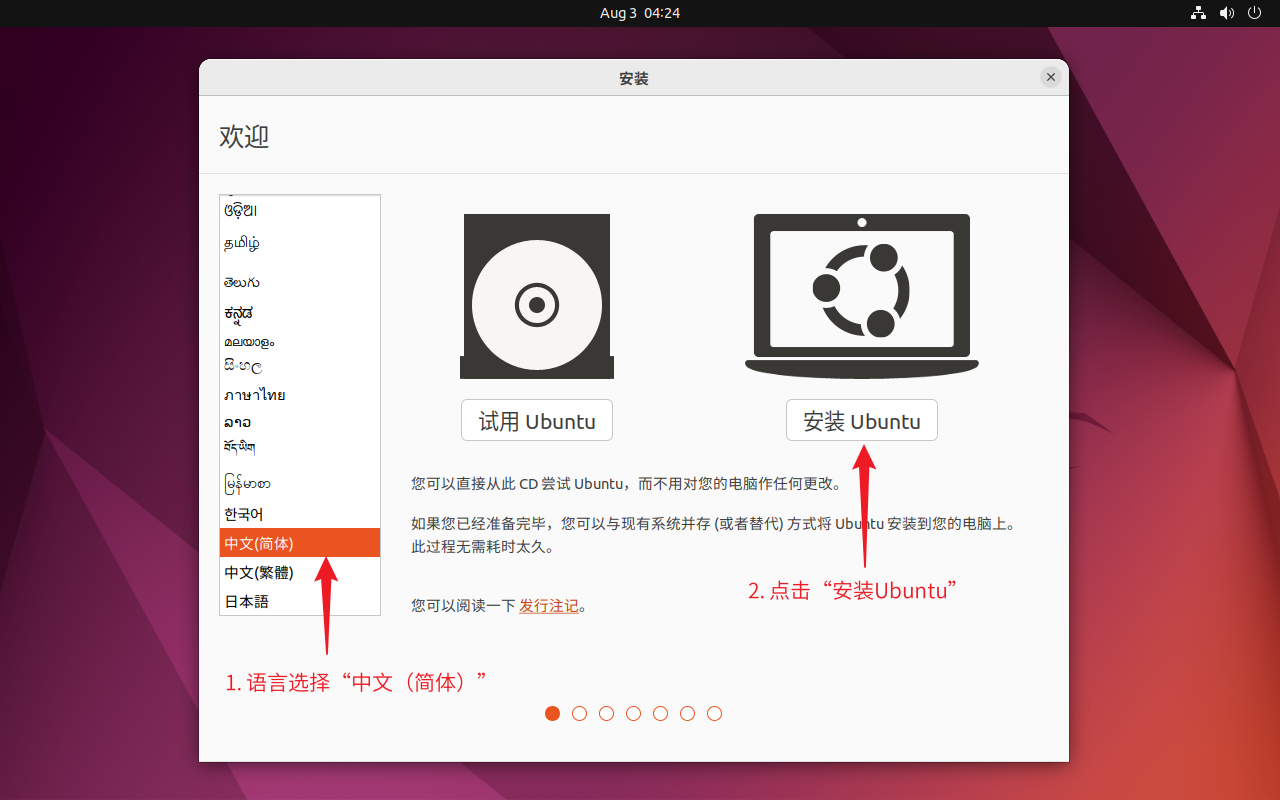 Aug 3 04:24
安装
欢迎
ଓଡ଼ିଆ
தமிழ்
తెలుగు
ಕನ್ನಡ
മലയാളം
සිංහල
ภาษาไทย
ລາວ
བོད་ཡིག
မြန်မာစာ
한국어
中文(简体)
中文(繁體)
日本語
试用 Ubuntu
安装 Ubuntu
您可以直接从此 CD 尝试 Ubuntu，而不用对您的电脑作任何更改。
如果您已经准备完毕，您可以与现有系统并存 (或者替代) 方式将 Ubuntu 安装到您的电脑上。
此过程无需耗时太久。
2. 点击“安装Ubuntu”
您可以阅读一下 发行注记。
1. 语言选择“中文（简体）”